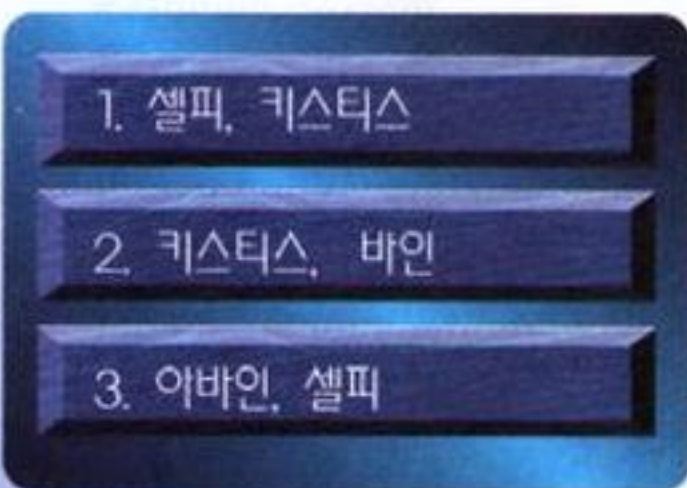 1. 셀피, 키스티스
2. 키스티스, 바인
3. 아바인, 셀피